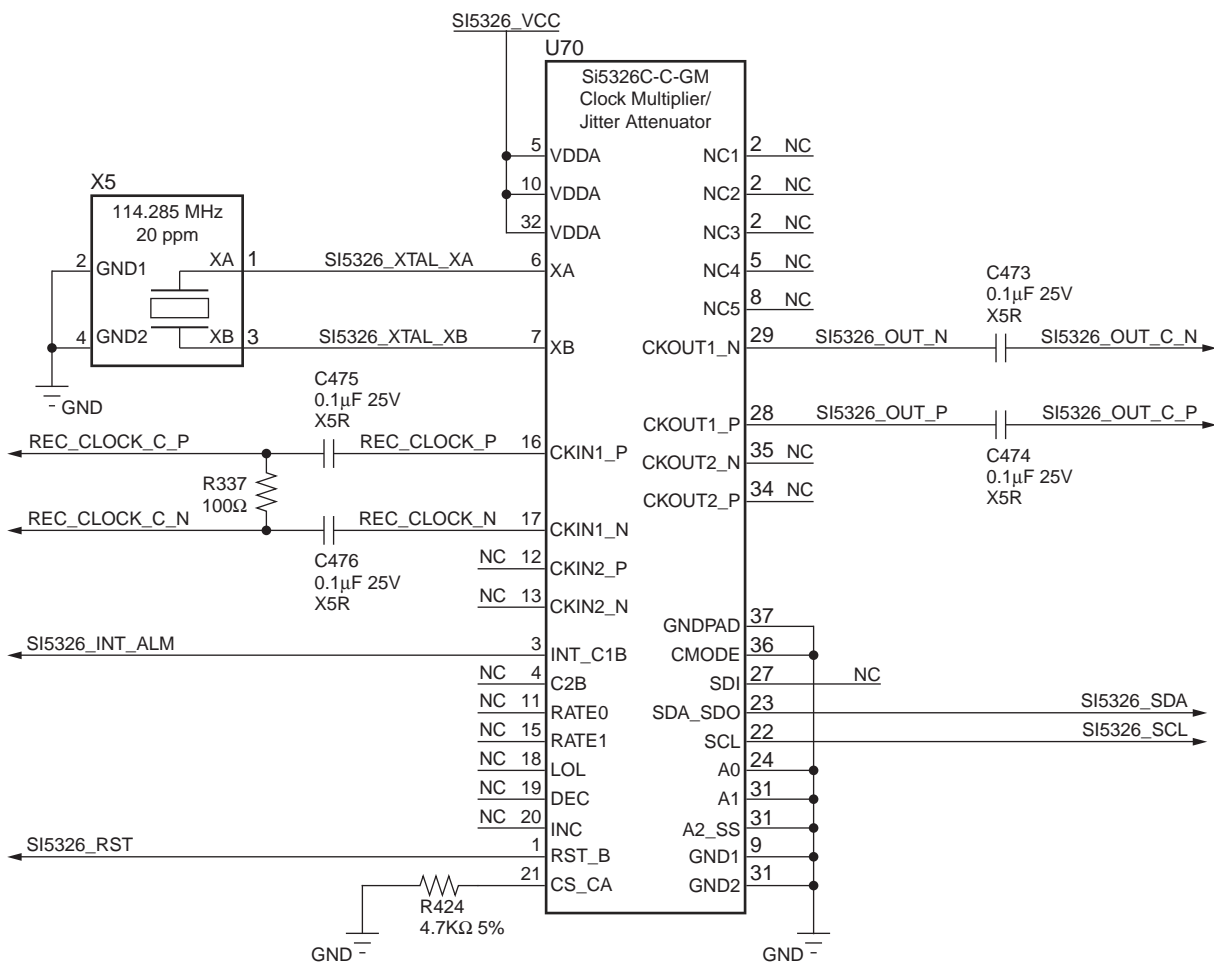 SI5326_VCC
U70
Si5326C-C-GM
Clock Multiplier/
Jitter Attenuator
5 VDDA
10 VDDA
32 VDDA
X5
114.285 MHz
20 ppm
2 GND1
4 GND2
XA 1
XB 3
GND
SI5326_XTAL_XA 6 XA
SI5326_XTAL_XB 7 XB
C475
0.1μF 25V
X5R
REC_CLOCK_C_P
REC_CLOCK_P 16 CKIN1_P
R337
100Ω
REC_CLOCK_C_N
REC_CLOCK_N 17 CKIN1_N
C476
0.1μF 25V
X5R
NC 12 CKIN2_P
NC 13 CKIN2_N
SI5326_INT_ALM 3 INT_C1B
NC 4 C2B
NC 11 RATE0
NC 15 RATE1
NC 18 LOL
NC 19 DEC
NC 20 INC
SI5326_RST 1 RST_B
21 CS_CA
R424
4.7KΩ 5%
GND
NC1 2 NC
NC2 2 NC
NC3 2 NC
NC4 5 NC
NC5 8 NC
CKOUT1_N 29 SI5326_OUT_N
C473
0.1μF 25V
X5R
SI5326_OUT_C_N
CKOUT1_P 28 SI5326_OUT_P
SI5326_OUT_C_P
C474
0.1μF 25V
X5R
CKOUT2_N 35 NC
CKOUT2_P 34 NC
GNDPAD 37
CMODE 36
SDI 27 NC
SDA_SDO 23 SI5326_SDA
SCL 22 SI5326_SCL
A0 24
A1 31
A2_SS 31
GND1 9
GND2 31
GND